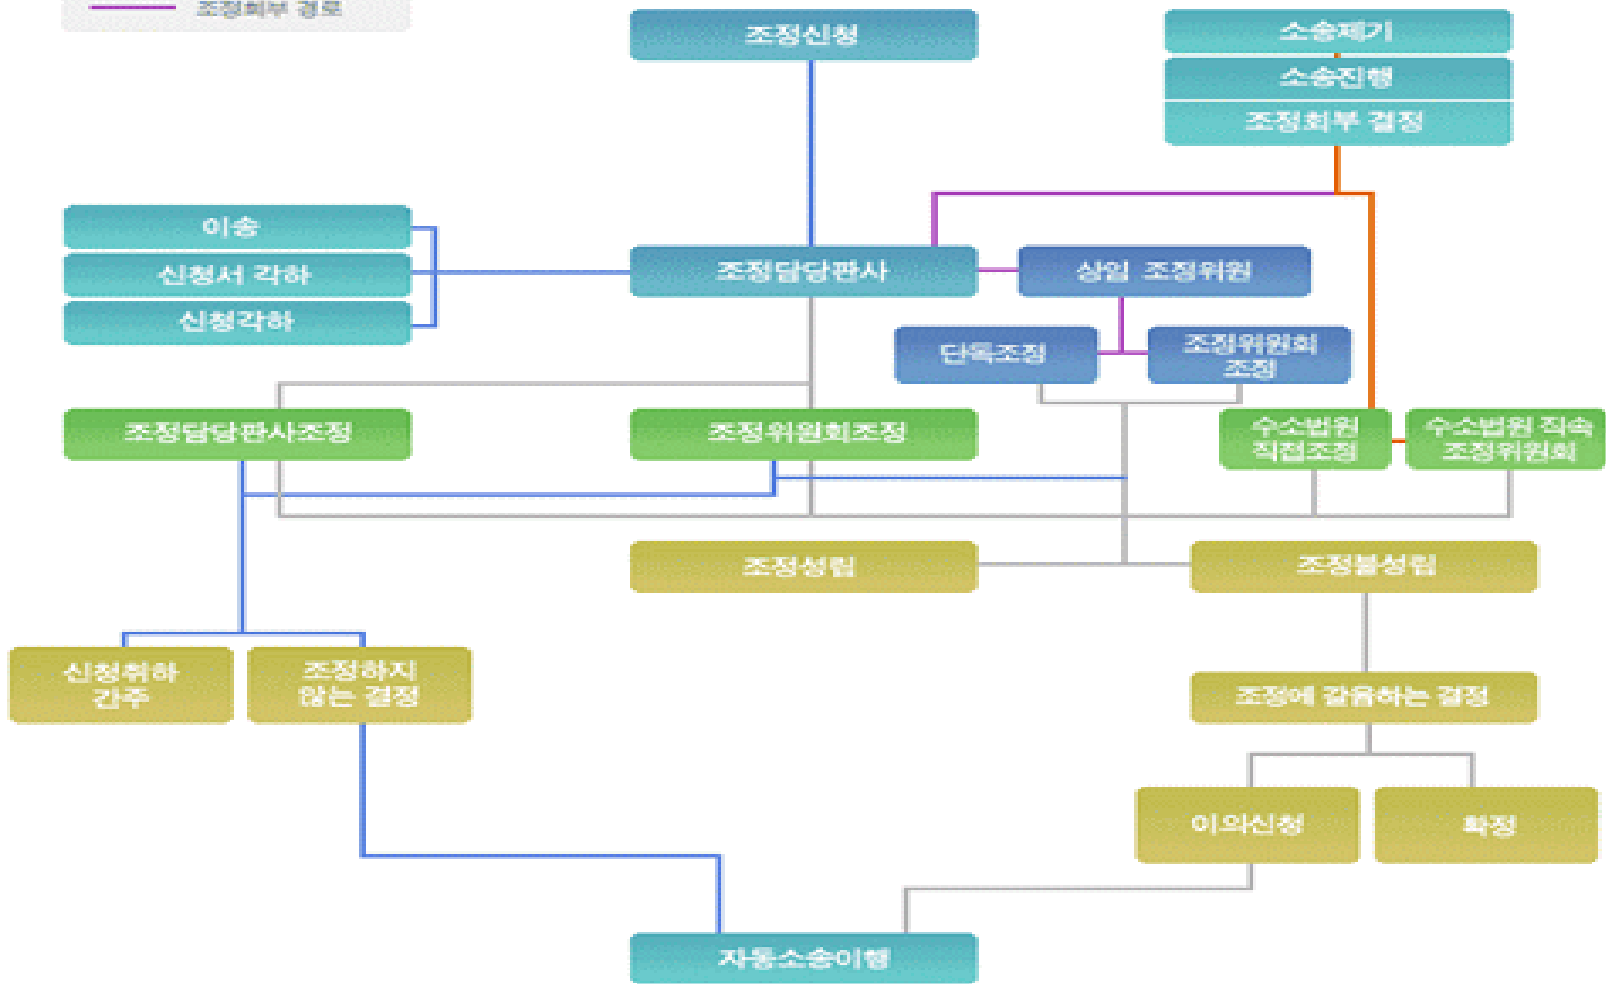 조정회부 경로
조정신청
소송제기
소송진행
조정회부 결정
이송
신청서 각하
신청각하
조정담당판사
상임 조정위원
단독조정
조정위원회
조정
조정담당판사조정
조정위원회조정
수소법원
직접조정
수소법원 직속
조정위원회
조정성립
조정불성립
신청취하
간주
조정하지
않는 결정
조정에 갈음하는 결정
이의신청
확정
자동소송이행